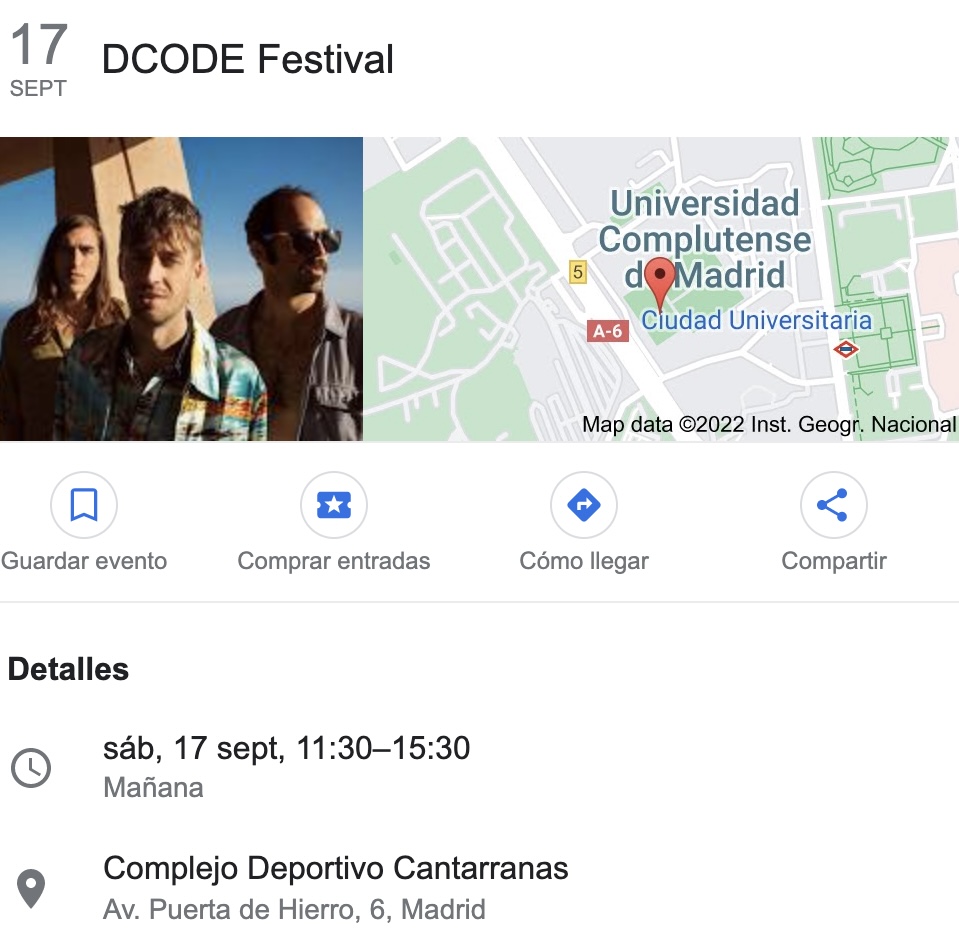 17
SEPT
DCODE Festival
Universidad
Complutense
de Madrid
5
A-6
Ciudad Universitaria
Map data ©2022 Inst. Geogr. Nacional
Guardar evento
Comprar entradas
Cómo llegar
Compartir
Detalles
sáb, 17 sept, 11:30–15:30
Mañana
Complejo Deportivo Cantarranas
Av. Puerta de Hierro, 6, Madrid